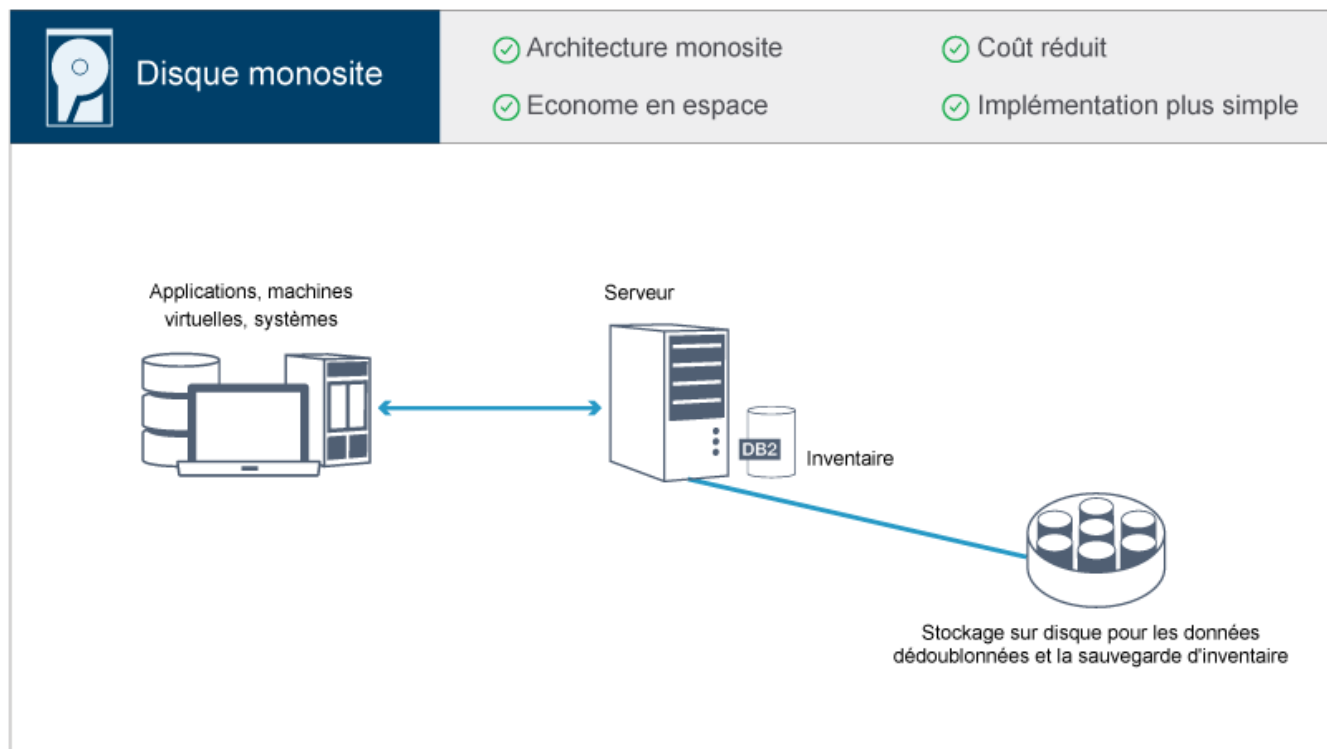 Disque monosite
Architecture monosite
Coût réduit
Econome en espace
Implémentation plus simple
Applications, machines
virtuelles, systèmes
Serveur
DB2
Inventaire
Stockage sur disque pour les données
dédoublonnées et la sauvegarde d'inventaire